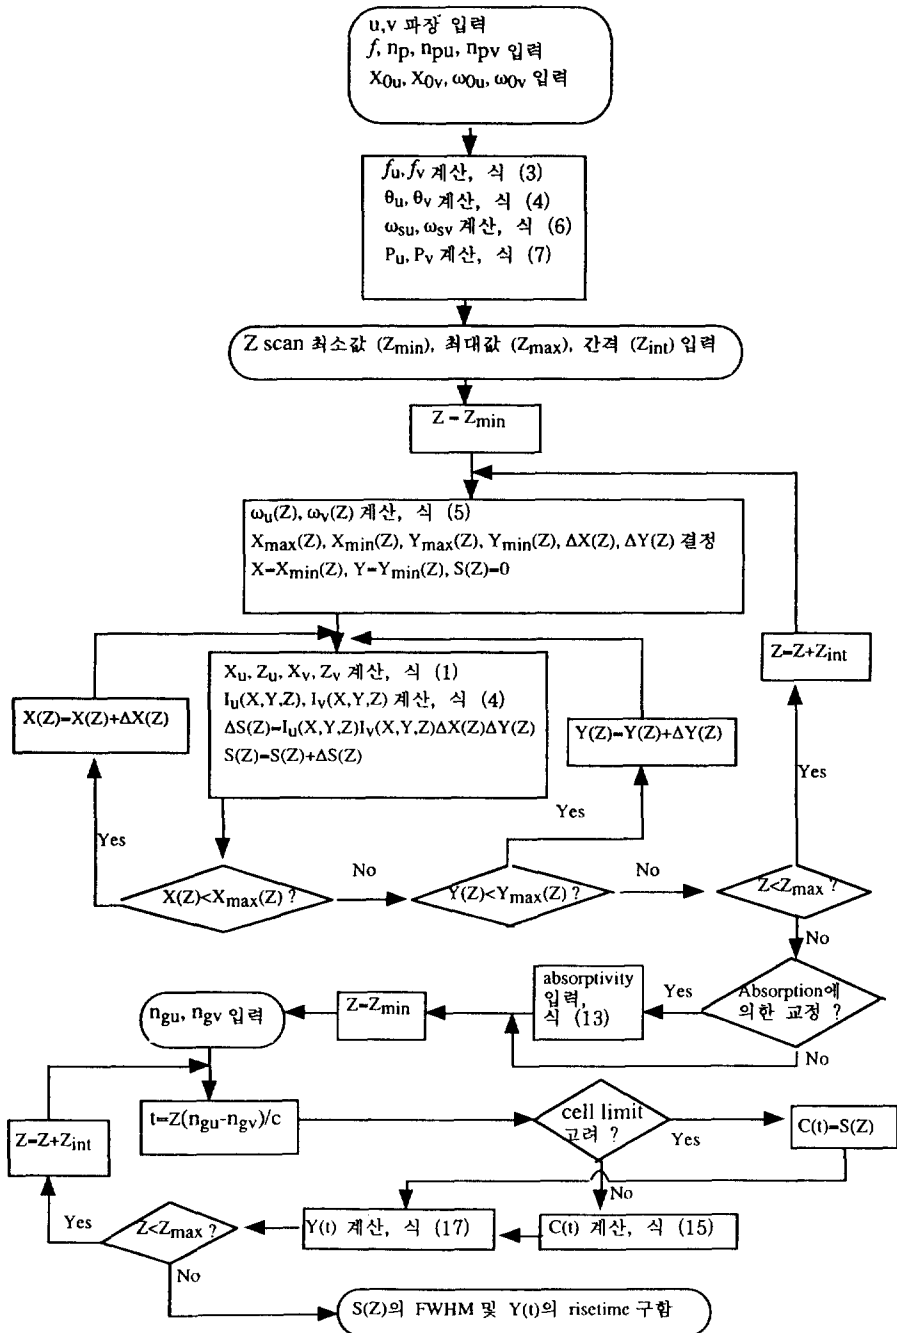 u,v 파장 입력
f, np, npu, npv 입력
X0u, X0v, ω0u, ω0v 입력
fu, fv 계산, 식 (3)
θu, θv 계산, 식 (4)
ωsu, ωsv 계산, 식 (6)
Pu, Pv 계산, 식 (7)
Z scan 최소값 (Zmin), 최대값 (Zmax), 간격 (Zint) 입력
Z=Zmin
ωu(Z), ωv(Z) 계산, 식 (5)
Xmax(Z), Xmin(Z), Ymax(Z), Ymin(Z), ΔX(Z), ΔY(Z) 결정
X=Xmin(Z), Y=Ymin(Z), S(Z)=0
Z=Z+Zint
Xu, Zu, Xv, Zv 계산, 식 (1)
Iu(X,Y,Z), Iv(X,Y,Z) 계산, 식 (4)
ΔS(Z)=Iu(X,Y,Z)Iv(X,Y,Z)ΔX(Z)ΔY(Z)
S(Z)=S(Z)+ΔS(Z)
X(Z)=X(Z)+ΔX(Z)
Y(Z)=Y(Z)+ΔY(Z)
Yes
Yes
Yes
X(Z)<Xmax(Z) ?
No
Y(Z)<Ymax(Z) ?
No
Z<Zmax ?
No
Absorption에
의한 교정 ?
Yes
No
absorptivity
입력,
식 (13)
Z=Zmin
ngu, ngv 입력
t=Z(ngu-ngv)/c
cell limit
고려 ?
Yes
C(t)=S(Z)
No
Z=Z+Zint
C(t) 계산, 식 (15)
Y(t) 계산, 식 (17)
Z<Zmax ?
Yes
No
S(Z)의 FWHM 및 Y(t)의 risetime 구함